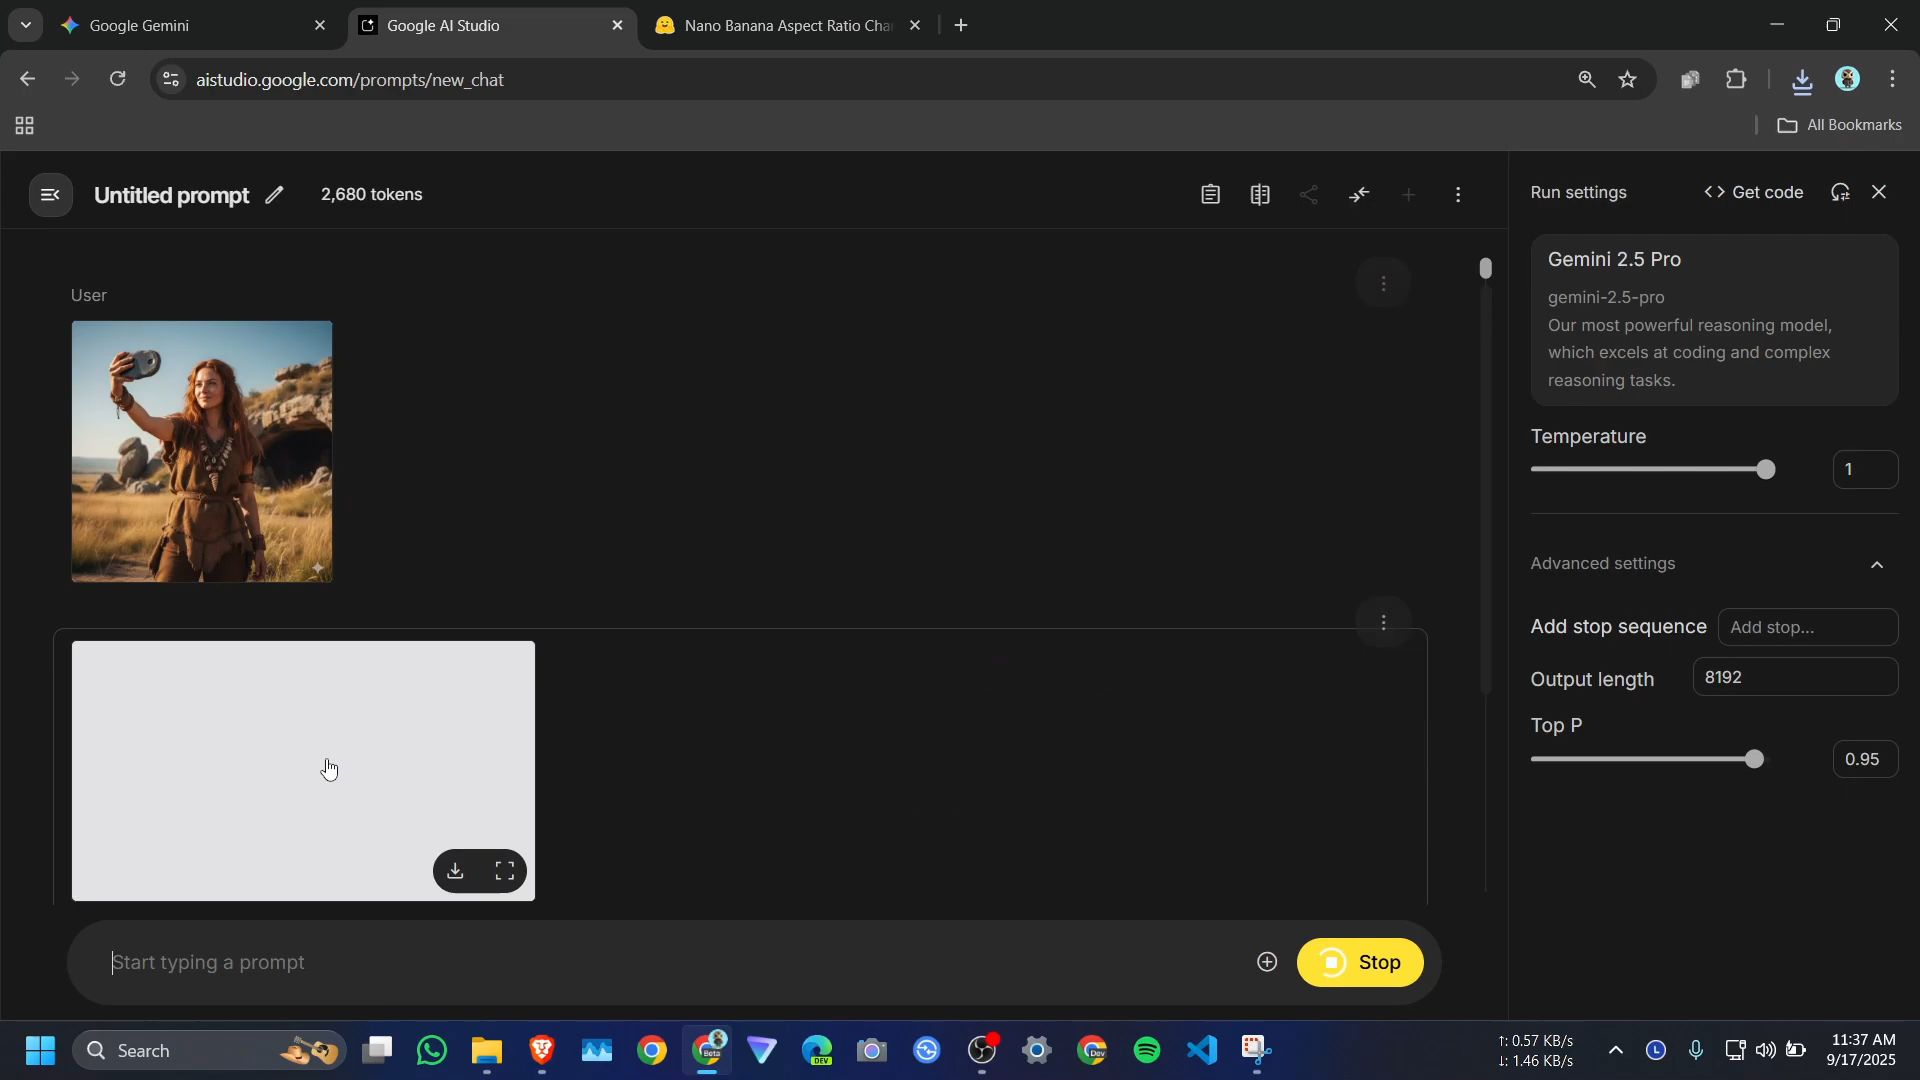 Google Gemini
Google AI Studio
Nano Banana Aspect Ratio Cha
aistudio.google.com/prompts/new_chat
All Bookmarks
Untitled prompt
2,680 tokens
Run settings
<> Get code
User
Gemini 2.5 Pro
gemini-2.5-pro
Our most powerful reasoning model,
which excels at coding and complex
reasoning tasks.
Temperature
1
Advanced settings
Add stop sequence
Add stop...
Output length
8192
Top P
0.95
Start typing a prompt
Stop
Search
Beta
DEV
Dev
L
↑: 0.57 KB/s
↓: 1.46 KB/s
11:37 AM
9/17/2025